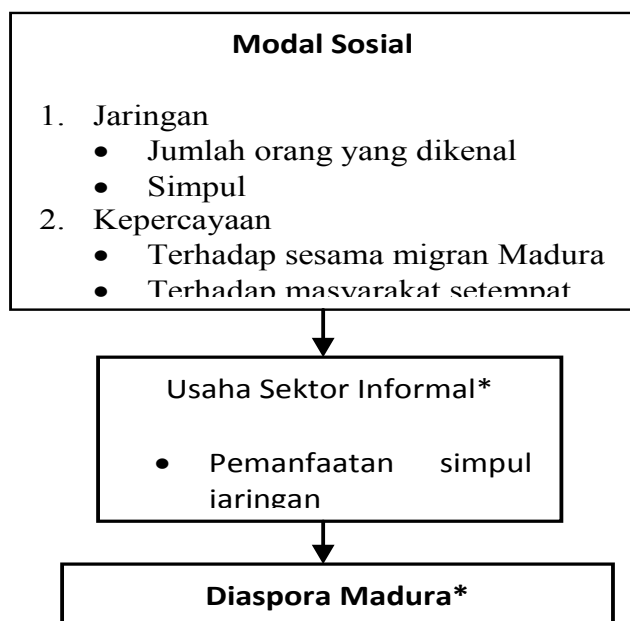 Modal Sosial
1. Jaringan
• Jumlah orang yang dikenal
• Simpul
2. Kepercayaan
• Terhadap sesama migran Madura
• Terhadap masyarakat setempat
Usaha Sektor Informal*
• Pemanfaatan simpul
jaringan
Diaspora Madura*